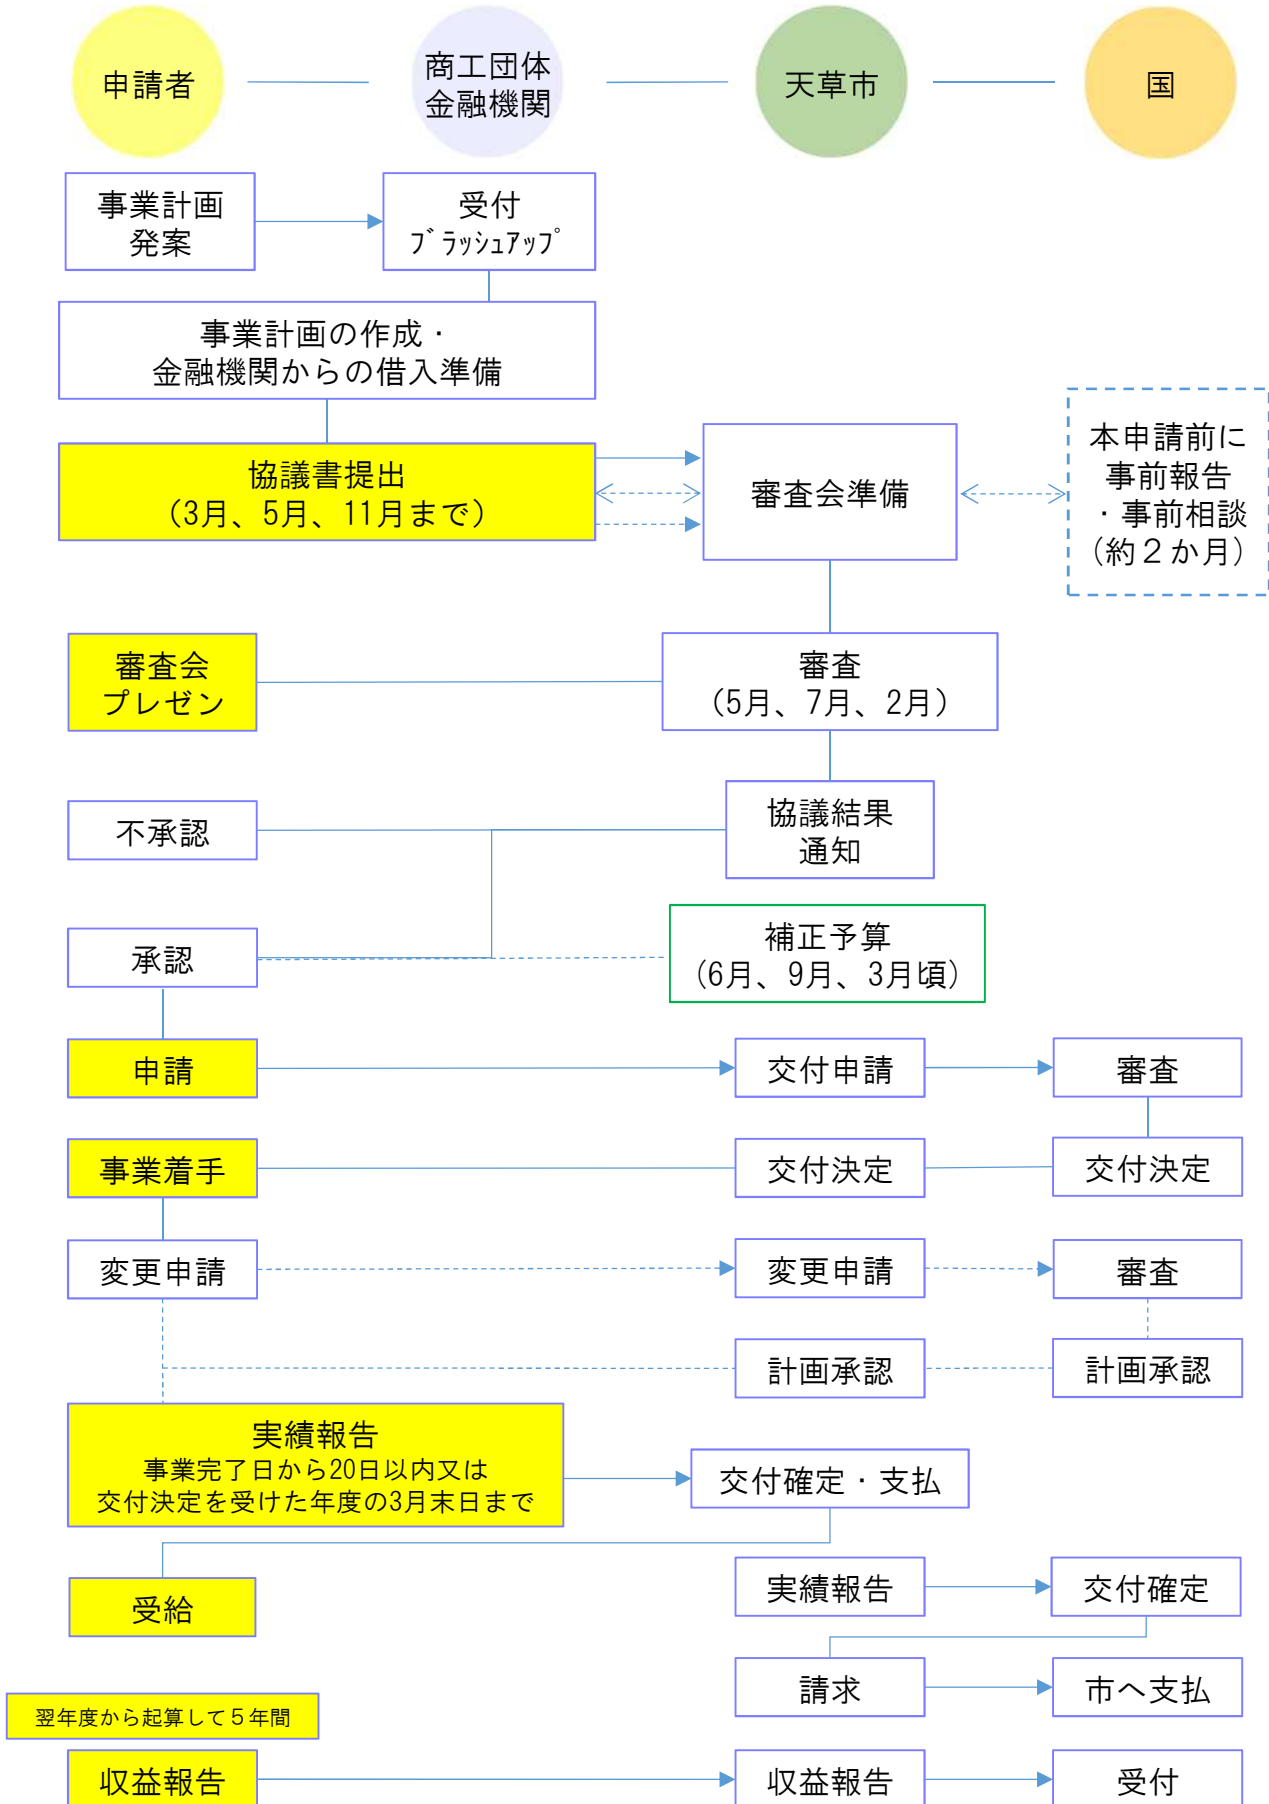 申請者
商工団体
金融機関
天草市
国
事業計画
発案
受付
ﾌﾞﾗｯｼｭｱｯﾌﾟ
事業計画の作成・
金融機関からの借入準備
協議書提出
（3月、5月、11月まで）
審査会準備
本申請前に
事前報告
・事前相談
（約２か月）
審査会
プレゼン
審査
（5月、7月、2月）
不承認
協議結果
通知
承認
補正予算
（6月、9月、3月頃）
申請
交付申請
審査
事業着手
交付決定
交付決定
変更申請
変更申請
審査
計画承認
計画承認
実績報告
事業完了日から20日以内又は
交付決定を受けた年度の3月末日まで
交付確定・支払
受給
実績報告
交付確定
請求
市へ支払
翌年度から起算して５年間
収益報告
収益報告
受付